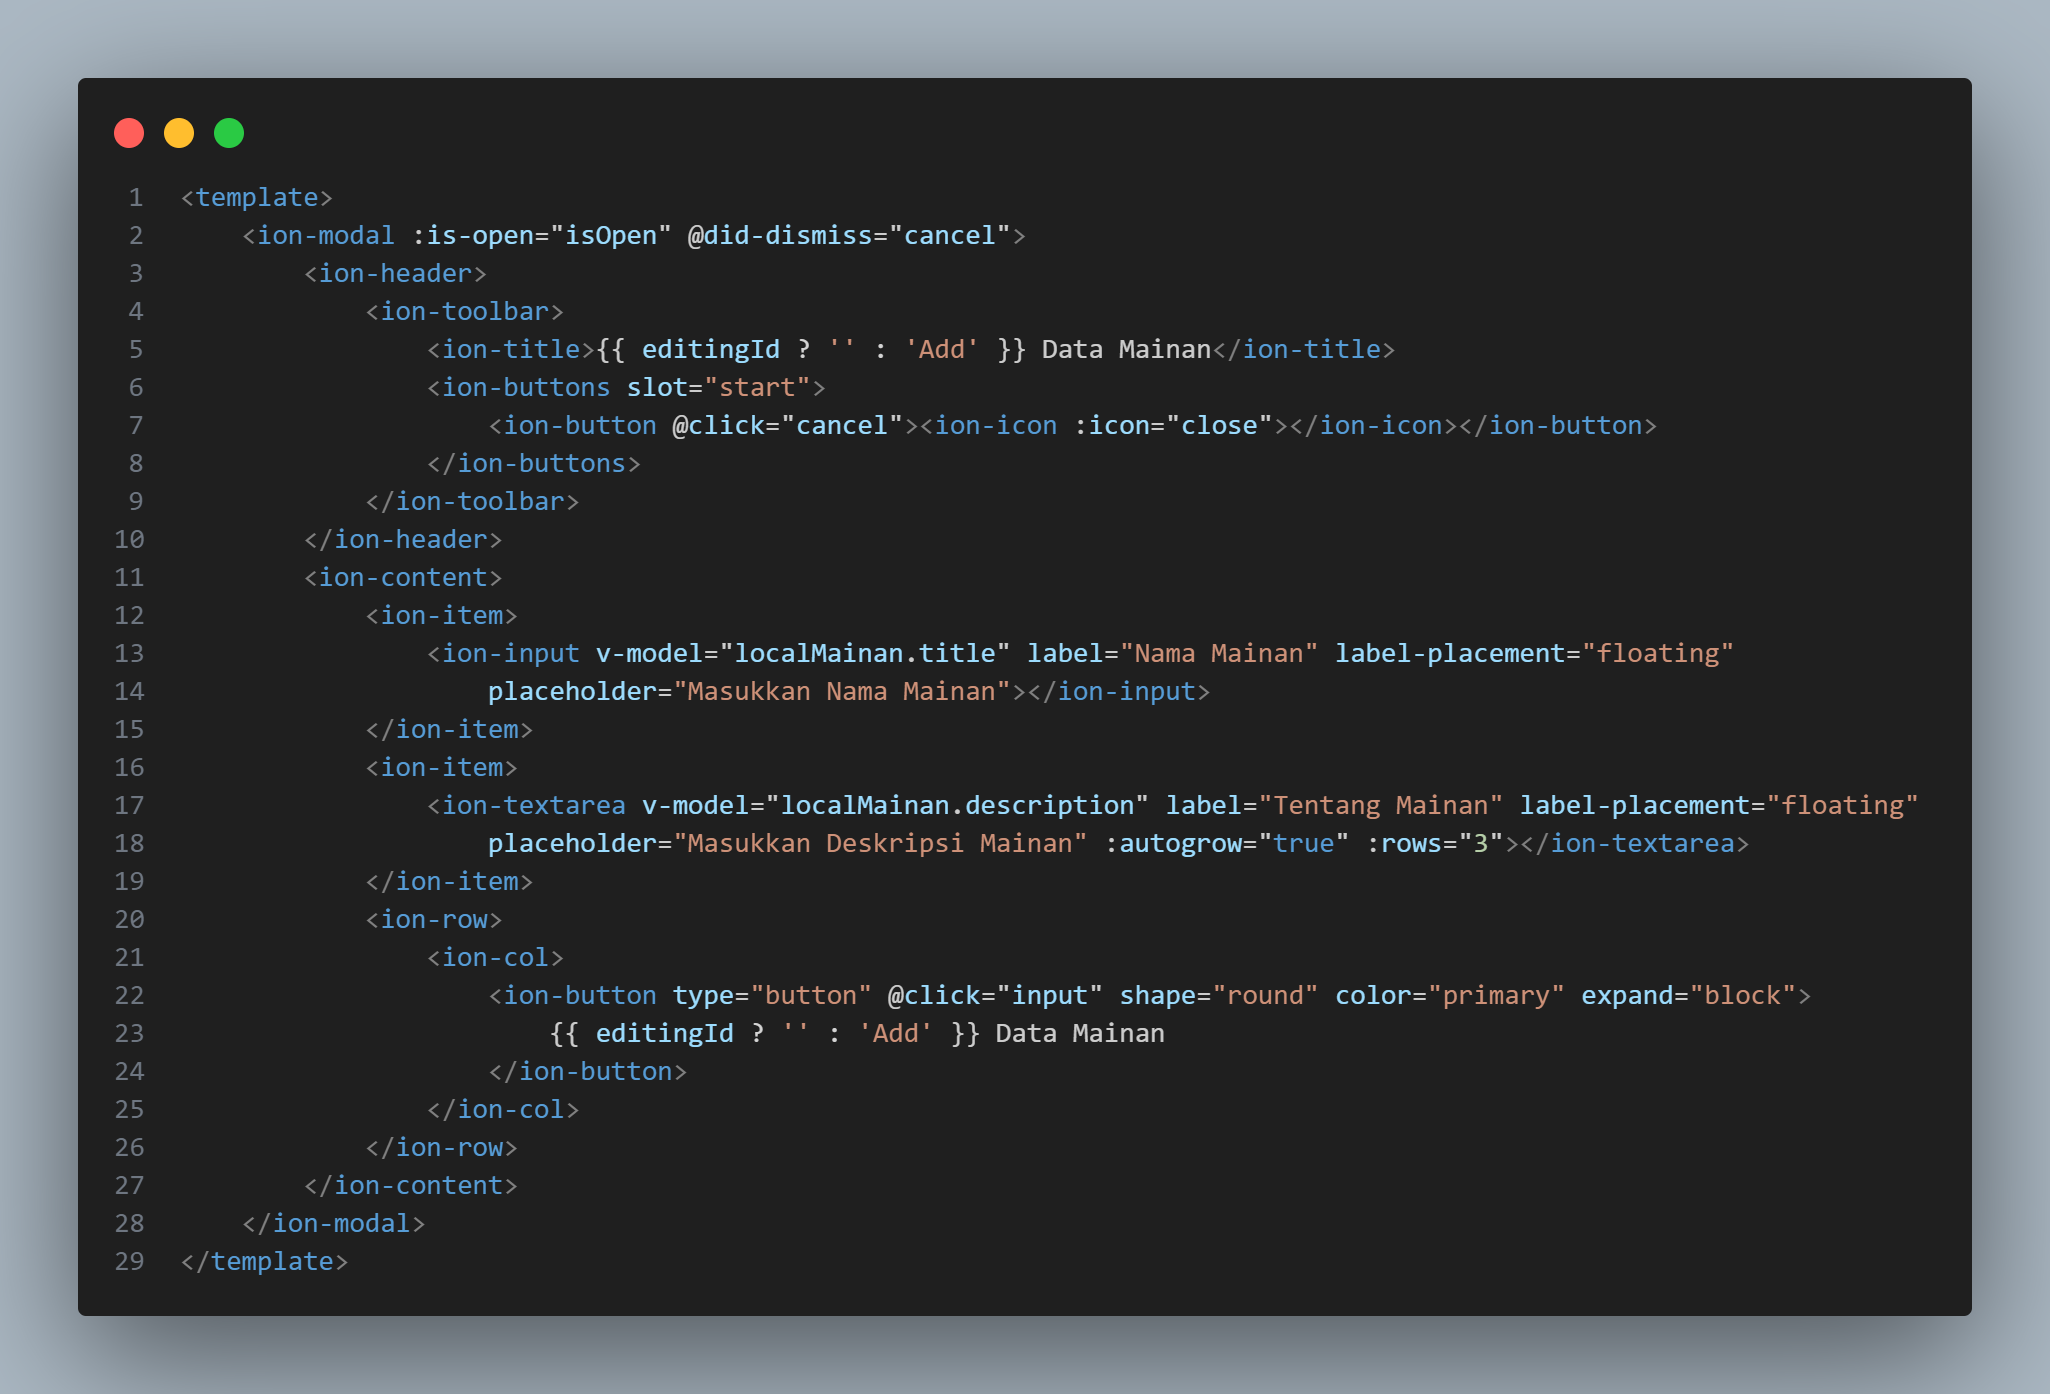 1 <template>
2     <ion-modal :is-open="isOpen" @did-dismiss="cancel">
3         <ion-header>
4             <ion-toolbar>
5                 <ion-title>{{ editingId ? '' : 'Add' }} Data Mainan</ion-title>
6                 <ion-buttons slot="start">
7                     <ion-button @click="cancel"><ion-icon :icon="close"></ion-icon></ion-button>
8                 </ion-buttons>
9             </ion-toolbar>
10         </ion-header>
11         <ion-content>
12             <ion-item>
13                 <ion-input v-model="localMainan.title" label="Nama Mainan" label-placement="floating"
14                     placeholder="Masukkan Nama Mainan"></ion-input>
15             </ion-item>
16             <ion-item>
17                 <ion-textarea v-model="localMainan.description" label="Tentang Mainan" label-placement="floating"
18                     placeholder="Masukkan Deskripsi Mainan" :autogrow="true" :rows="3"></ion-textarea>
19             </ion-item>
20             <ion-row>
21                 <ion-col>
22                     <ion-button type="button" @click="input" shape="round" color="primary" expand="block">
23                         {{ editingId ? '' : 'Add' }} Data Mainan
24                     </ion-button>
25                 </ion-col>
26             </ion-row>
27         </ion-content>
28     </ion-modal>
29 </template>